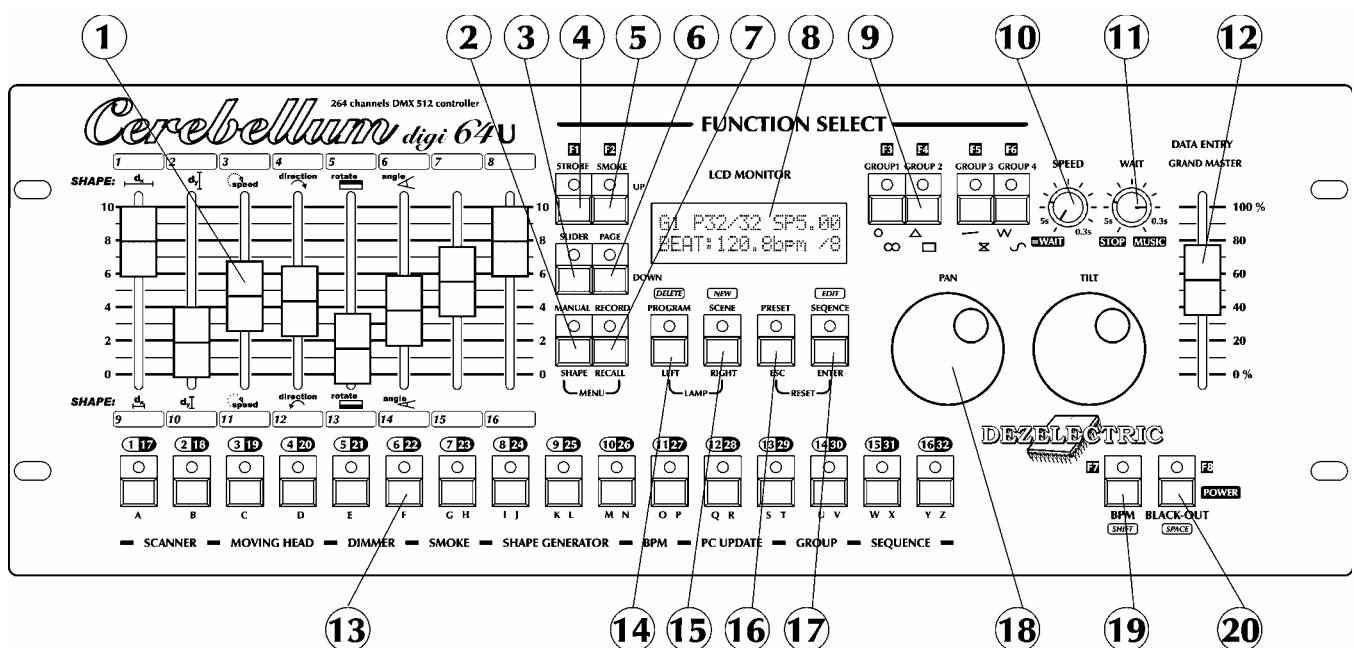 1 2 3 4 5 6 7 8 9 10 11 12
264 channels DMX 512 controller
Cerebellum digi 64U
FUNCTION SELECT
F1 F2 F3 F4 F5 F6
STROBE SMOKE UP
LCD MONITOR
GROUP1 GROUP 2 GROUP 3 GROUP 4
SPEED WAIT
DATA ENTRY
GRAND MASTER
1 2 3 4 5 6 7 8
SHAPE: dx dy speed direction rotate angle
10 10
8 8
6 6
4 4
2 2
0 0
G1 P32/32 SP5.00
BEAT:120.8bpm /8
SLIDER PAGE DOWN
5s 0.3s 5s 0.3s
=WAIT STOP MUSIC
100 %
80
60
40
20
0 %
PAN TILT
DELETE NEW EDIT
MANUAL RECORD PROGRAM SCENE PRESET SEQENCE
SHAPE RECALL LEFT RIGHT ESC ENTER
MENU LAMP RESET
SHAPE: dx dy speed direction rotate angle
9 10 11 12 13 14 15 16
DEZELECTRIC
1 17 2 18 3 19 4 20 5 21 6 22 7 23 8 24 9 25 10 26 11 27 12 28 13 29 14 30 15 31 16 32
A B C D E F G H I J K L M N O P Q R S T U V W X Y Z
F7 F8
POWER
BPM BLACK-OUT
SHIFT SPACE
SCANNER MOVING HEAD DIMMER SMOKE SHAPE GENERATOR BPM PC UPDATE GROUP SEQUENCE
13 14 15 16 17 18 19 20